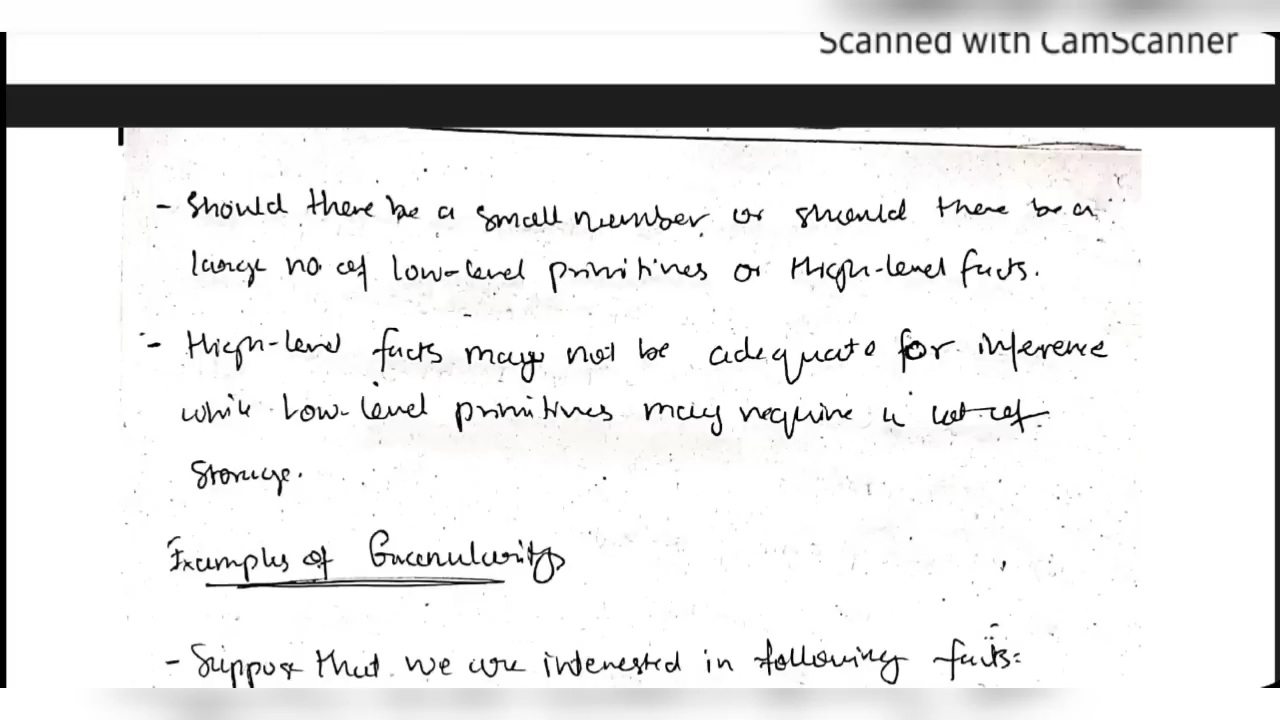 Scanned with CamScanner
- Should there be a small number or should there be a
large no of low-level primitives or High-level facts.
- High-level facts may not be adequate for inference
while Low-level primitives may require a lot of
storage.
Examples of Granularity
- Suppose that we are interested in following facts: